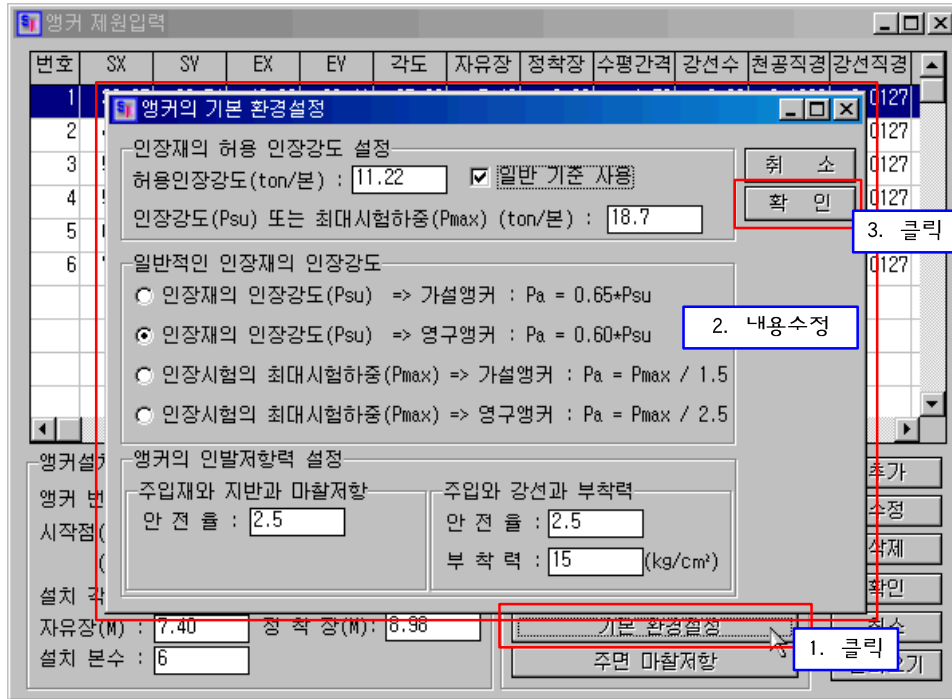 앵커 제원입력
번호 SX SY EX EY 각도 자유장 정착장 수평간격 강선수 천공직경 강선직경
1 0127
앵커의 기본 환경설정
2 0127
인장재의 허용 인장강도 설정
취 소
3 0127
허용인장강도(ton/본) : 11.22 일반 기준 사용
확 인
4 0127
인장강도(Psu) 또는 최대시험하중(Pmax) (ton/본) : 18.7
3. 클릭
5
6 0127
일반적인 인장재의 인장강도
인장재의 인장강도(Psu) => 가설앵커 : Pa = 0.65*Psu
2. 내용수정
인장재의 인장강도(Psu) => 영구앵커 : Pa = 0.60*Psu
인장시험의 최대시험하중(Pmax) => 가설앵커 : Pa = Pmax / 1.5
인장시험의 최대시험하중(Pmax) => 영구앵커 : Pa = Pmax / 2.5
앵커의 인발저항력 설정
앵커설치
추가
주입재와 지반과 마찰저항 주입와 강선과 부착력
앵커 번
수정
안 전 율 : 2.5 안 전 율 : 2.5
시작점(
삭제
부 착 력 : 15 (kg/cm²)
(
설치 각
확인
자유장(M) : 7.40 정 착 장(M): 8.98 기본 환경설정 취소
1. 클릭
설치 본수 : 6 주면 마찰저항
기